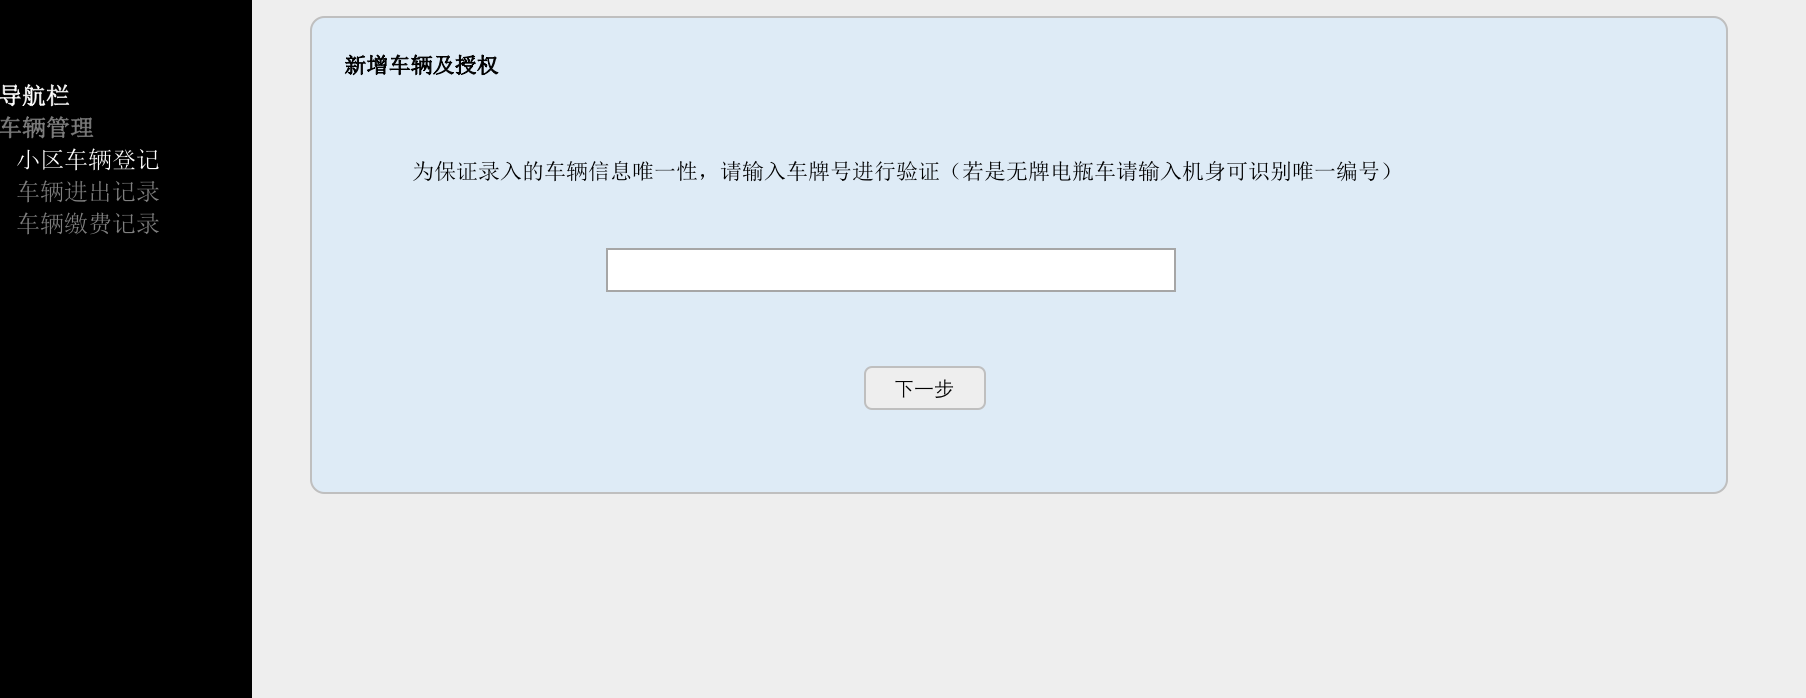 导航栏
车辆管理
小区车辆登记
车辆进出记录
车辆缴费记录
新增车辆及授权
为保证录入的车辆信息唯一性，请输入车牌号进行验证（若是无牌电瓶车请输入机身可识别唯一编号）
下一步